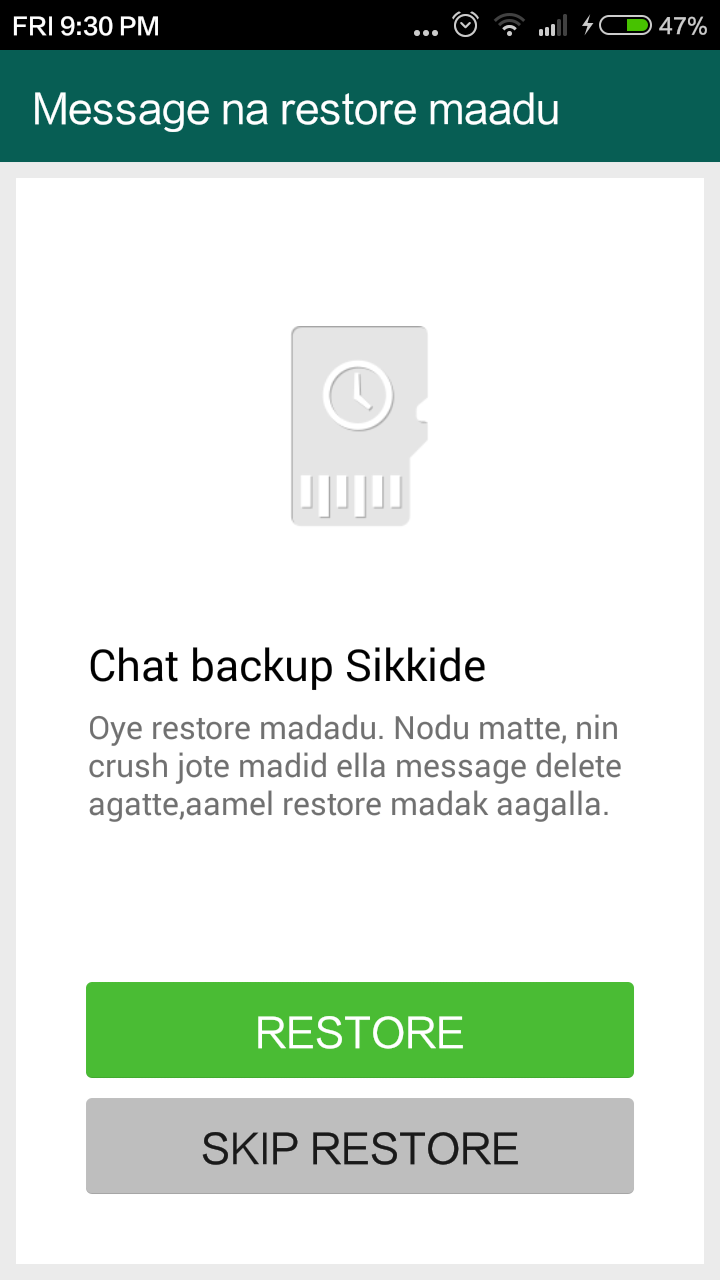 FRI 9:30 PM
47%
Message na restore maadu
Chat backup Sikkide
Oye restore madadu. Nodu matte, nin
crush jote madid ella message delete
agatte,aamel restore madak aagalla.
RESTORE
SKIP RESTORE